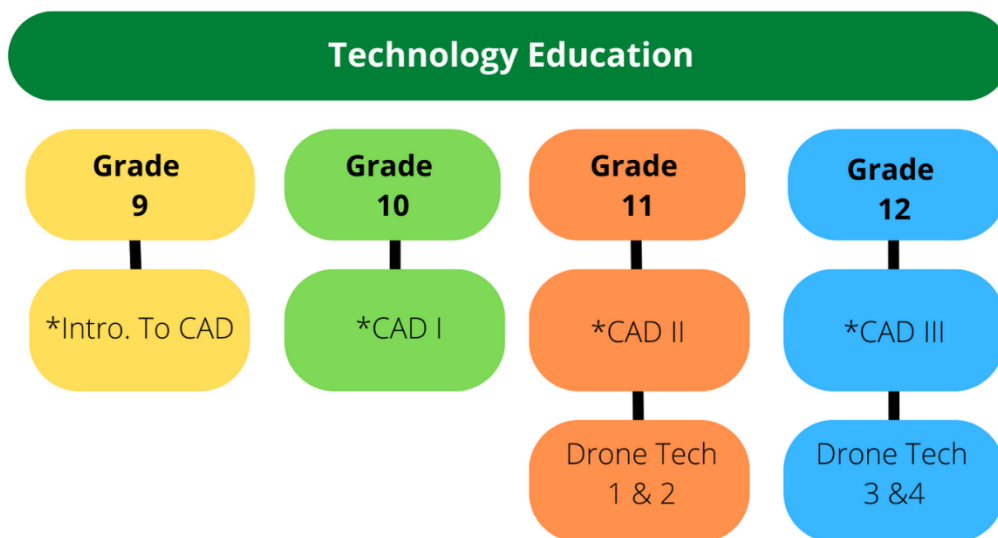 Technology Education
Grade
9
Grade
10
Grade
11
Grade
12
*Intro. To CAD
*CAD I
*CAD II
*CAD III
Drone Tech
1 & 2
Drone Tech
3 &4